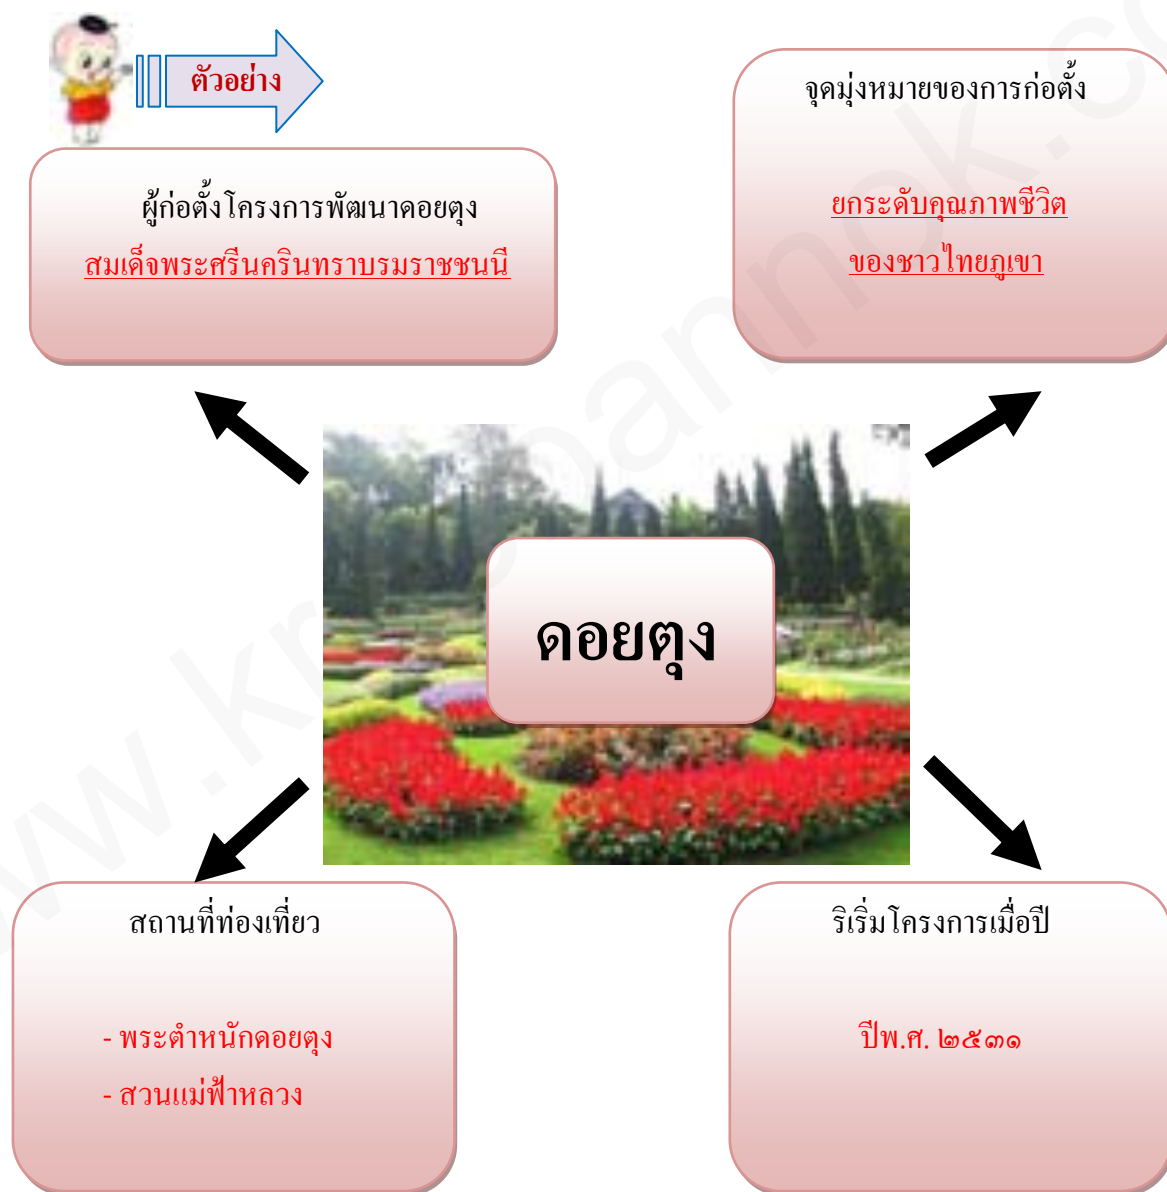 ตัวอย่าง
จุดมุ่งหมายของการก่อตั้ง
ยกระดับคุณภาพชีวิต
ของชาวไทยภูเขา
ผู้ก่อตั้งโครงการพัฒนาดอยตุง
สมเด็จพระศรีนครินทราบรมราชชนนี
ดอยตุง
สถานที่ท่องเที่ยว
- พระตำหนักดอยตุง
- สวนแม่ฟ้าหลวง
ริเริ่มโครงการเมื่อปี
ปีพ.ศ. ๒๕๓๑